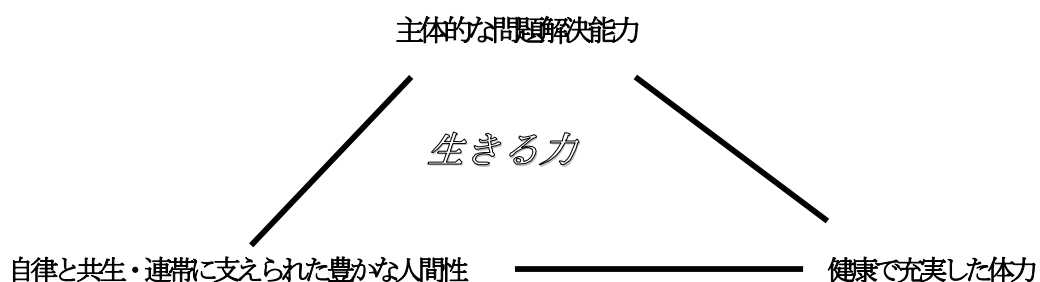 主体的な問題解決能力
生きる力
自律と共生・連帯に支えられた豊かな人間性
健康で充実した体力